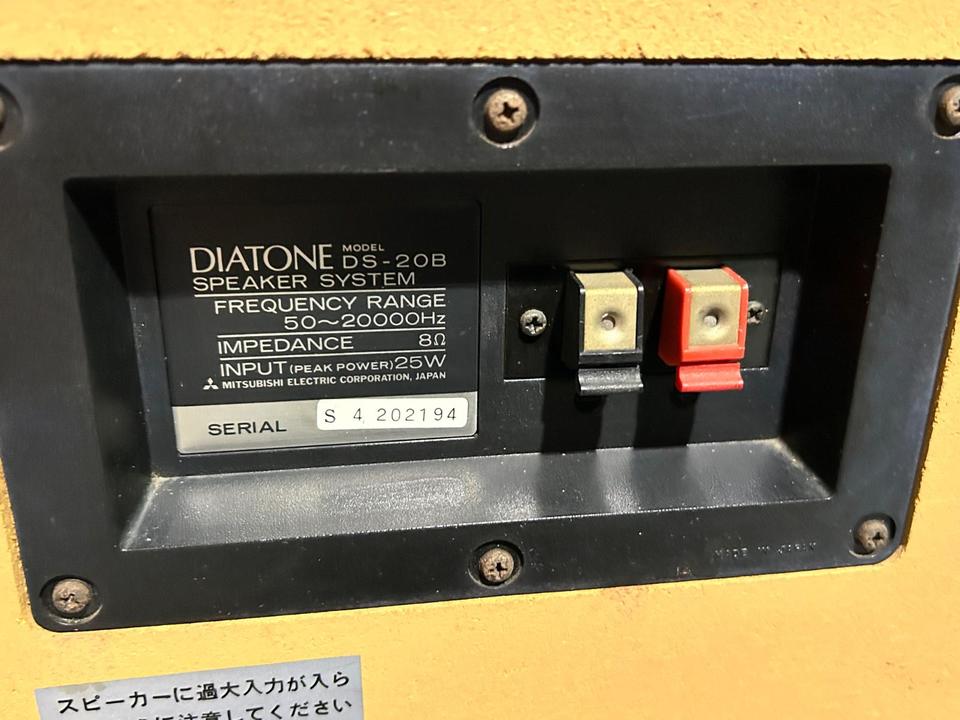 DIATONE MODEL DS-20B
SPEAKER SYSTEM
FREQUENCY RANGE
50～20000Hz
IMPEDANCE 8Ω
INPUT (PEAK POWER) 25W
MITSUBISHI ELECTRIC CORPORATION, JAPAN
SERIAL S 4 202194
MADE IN JAPAN
スピーカーに過大入力が入ら
に注意してください